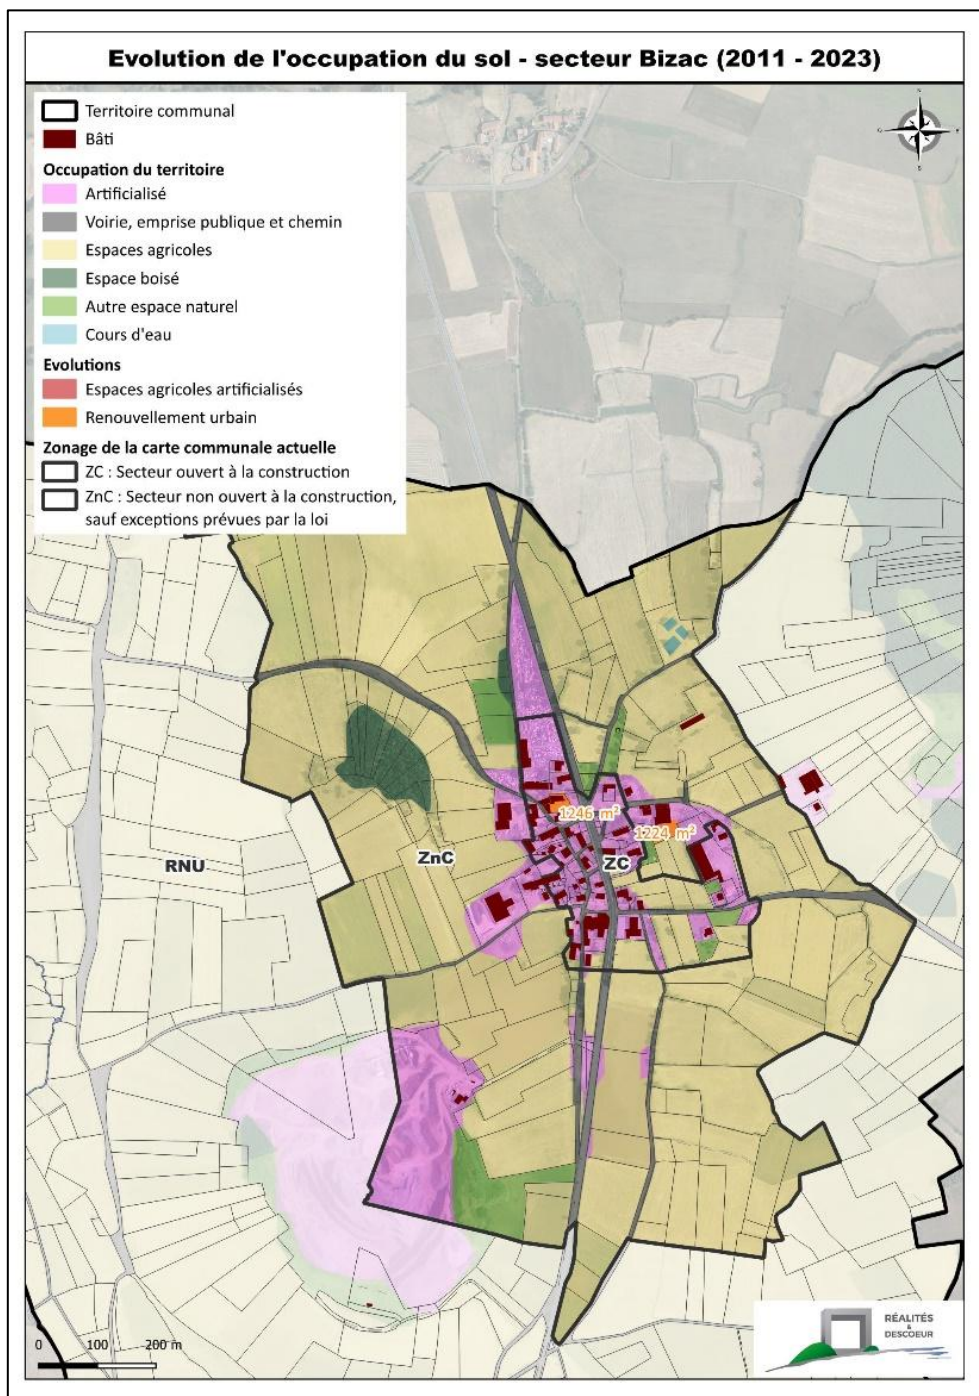 Evolution de l'occupation du sol - secteur Bizac (2011 - 2023)
Territoire communal
Bâti
Occupation du territoire
Artificialisé
Voirie, emprise publique et chemin
Espaces agricoles
Espace boisé
Autre espace naturel
Cours d'eau
Evolutions
Espaces agricoles artificialisés
Renouvellement urbain
Zonage de la carte communale actuelle
ZC : Secteur ouvert à la construction
ZnC : Secteur non ouvert à la construction,
sauf exceptions prévues par la loi
1246 m²
1224 m²
ZnC
ZC
RNU
0 100 200 m
RÉALITÉS
&
DESCOEUR